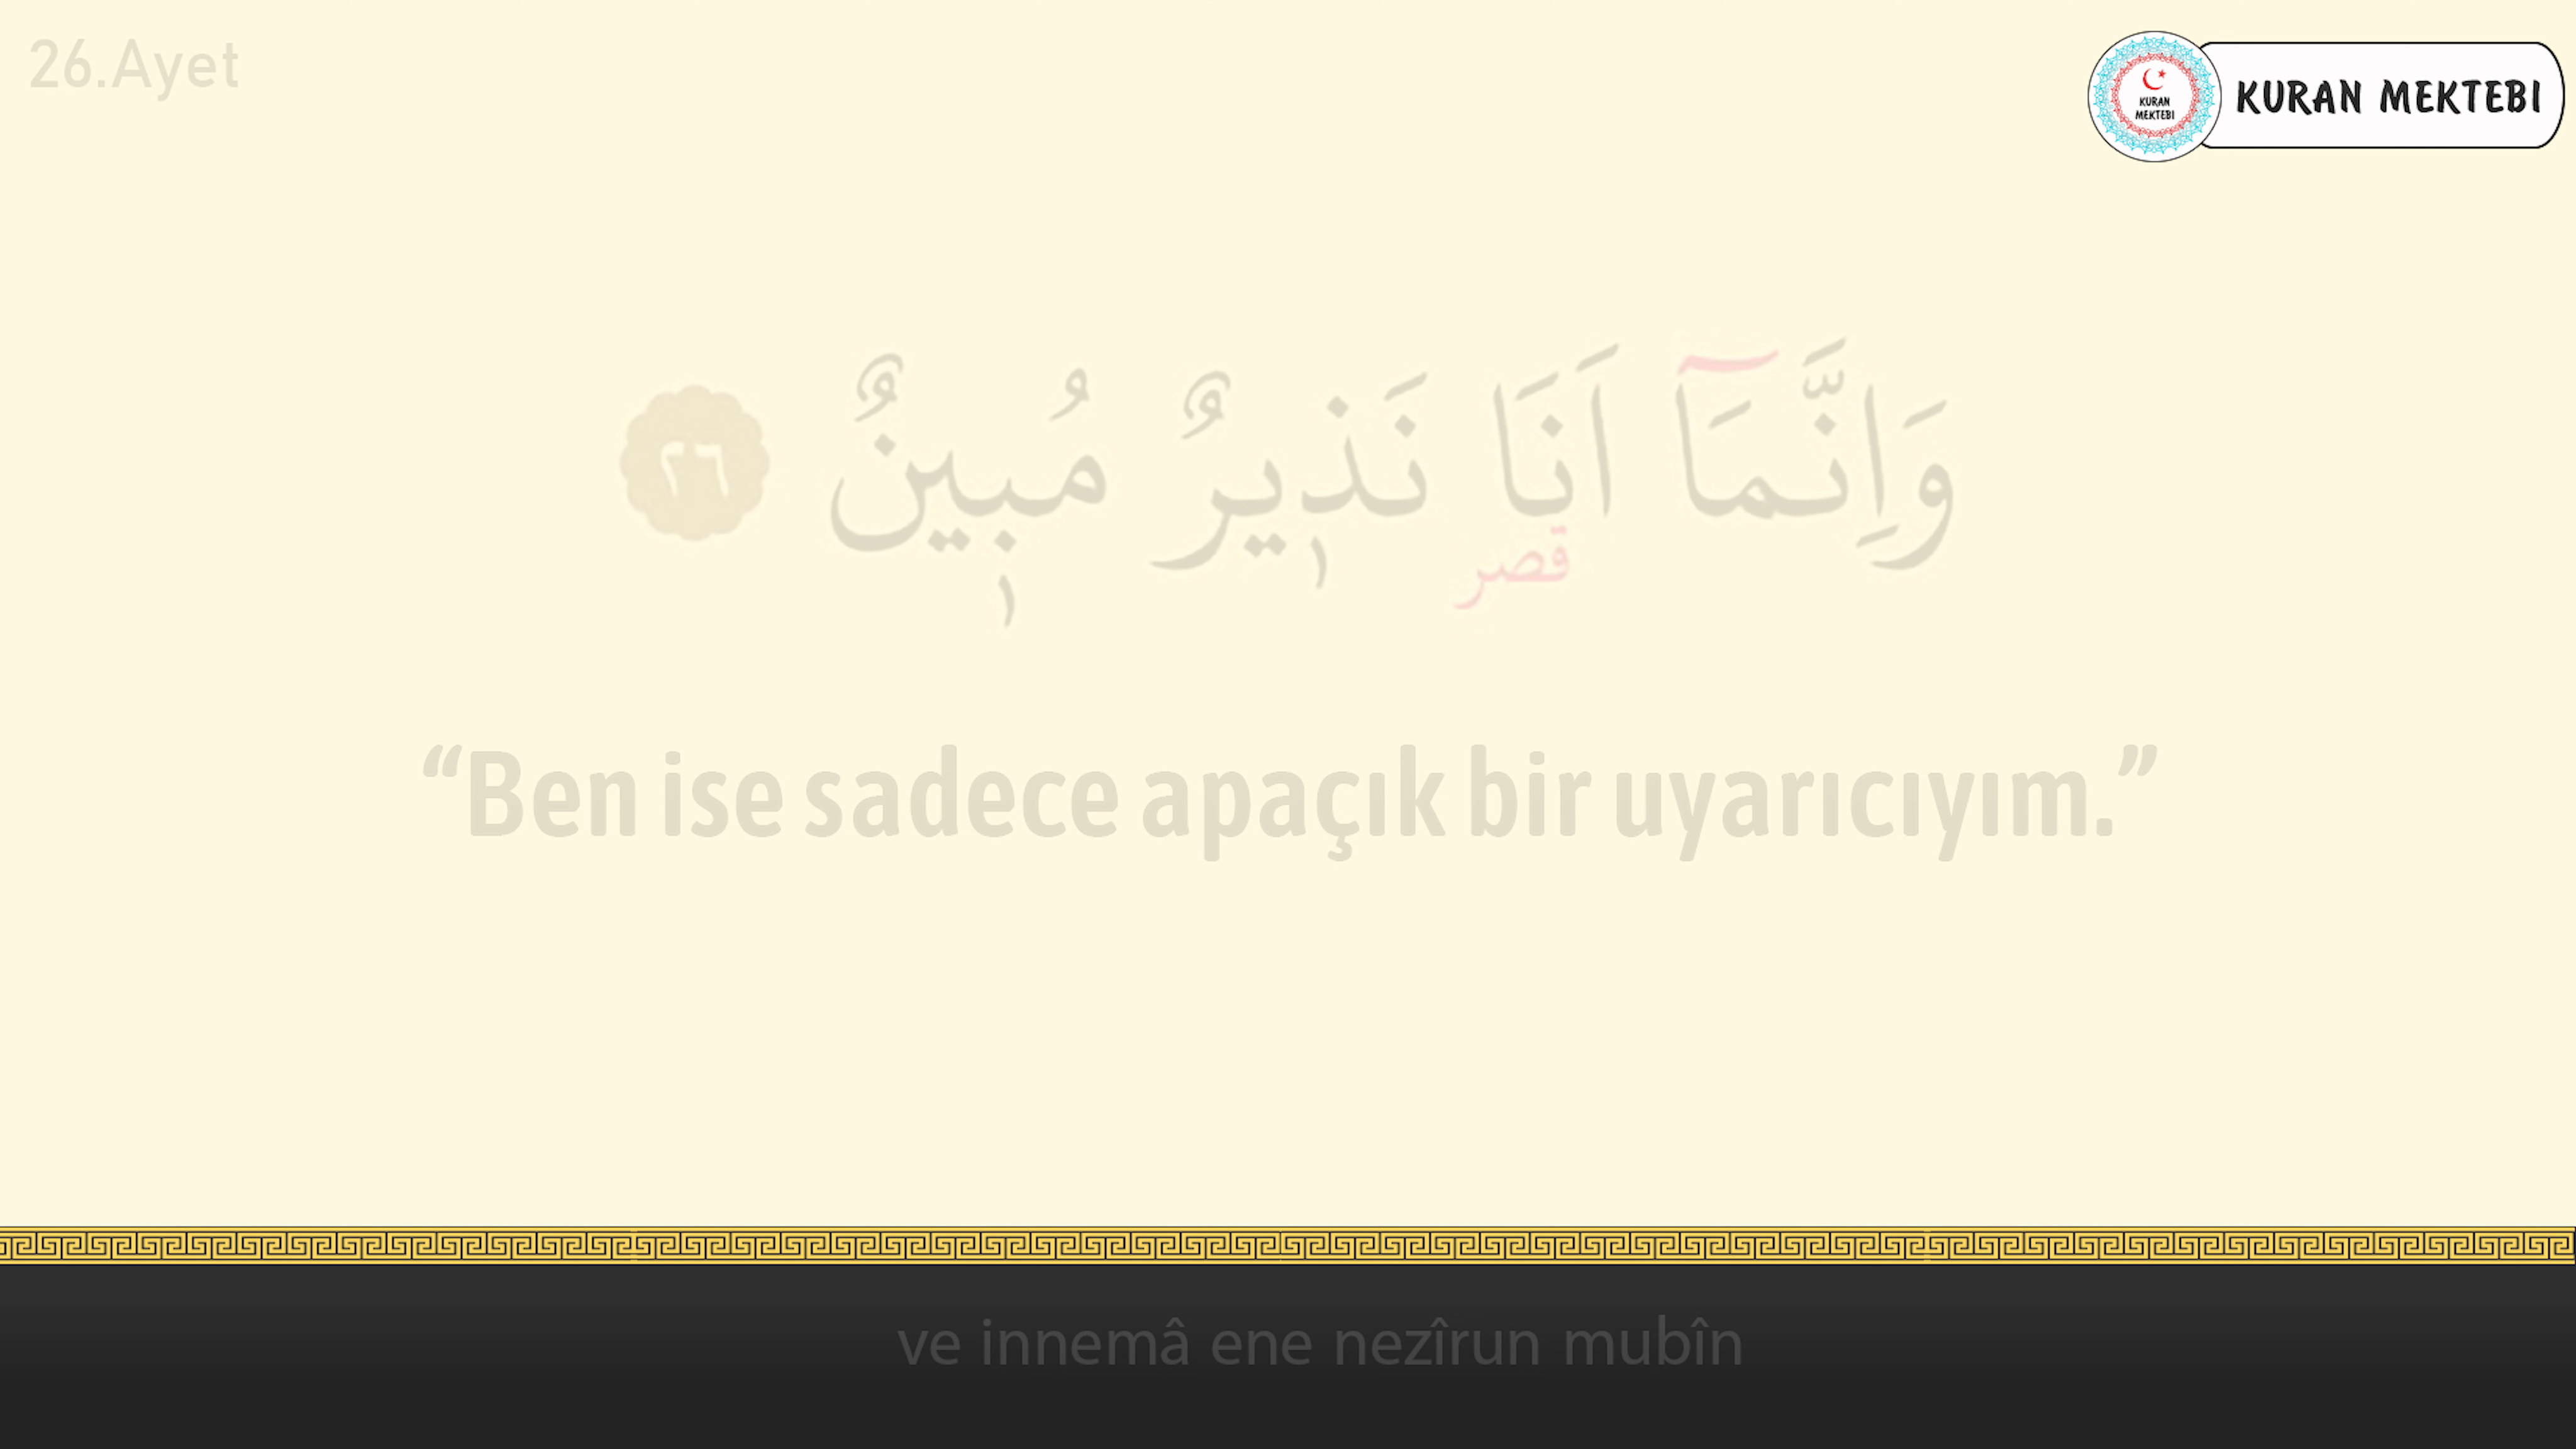 26.Ayet
KURAN MEKTEBI
KURAN MEKTEBI
وَاِنَّمَٓا اَنَا۬ نَذ۪يرٌ مُب۪ينٌ ٢٦
قصر
“Ben ise sadece apaçık bir uyarıcıyım.”
ve innemâ ene nezîrun mubîn